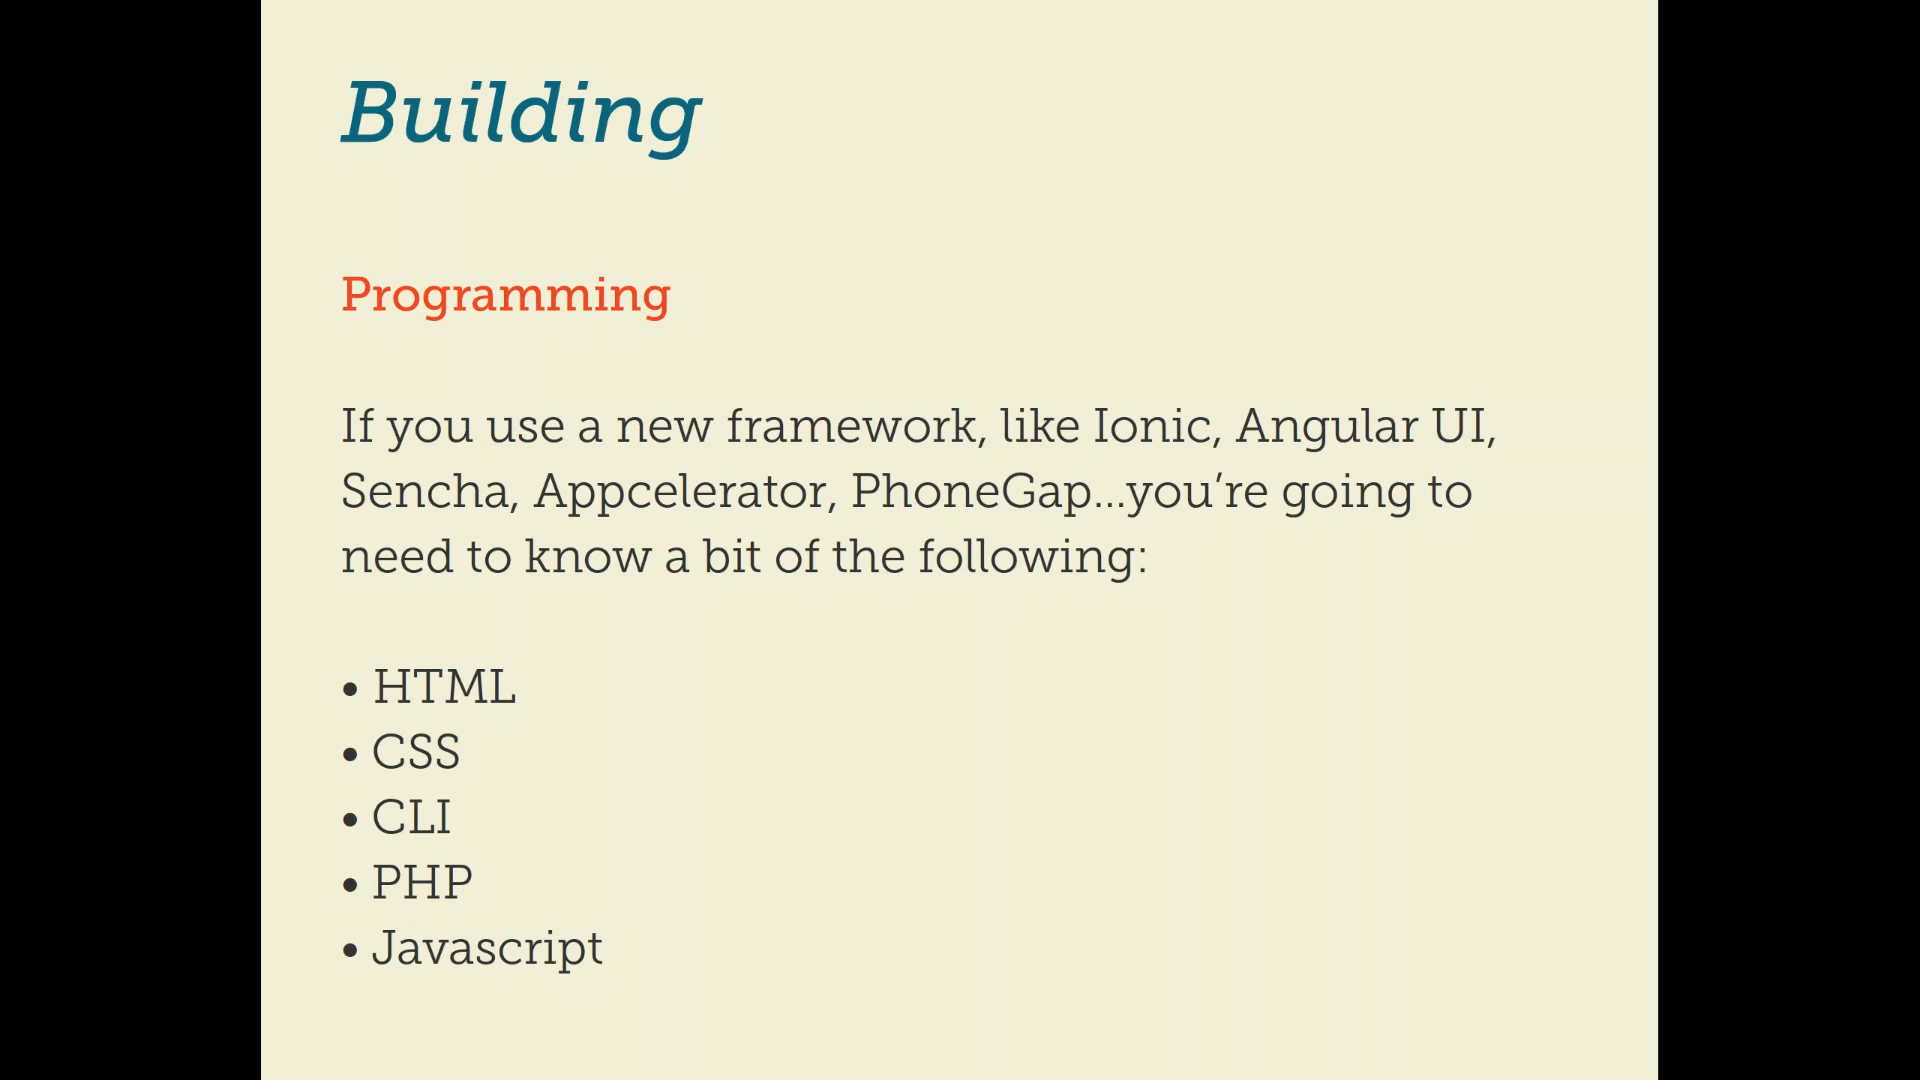 Building
Programming
If you use a new framework, like Ionic, Angular UI,
Sencha, Appcelerator, PhoneGap...you’re going to
need to know a bit of the following:
• HTML
• CSS
• CLI
• PHP
• Javascript